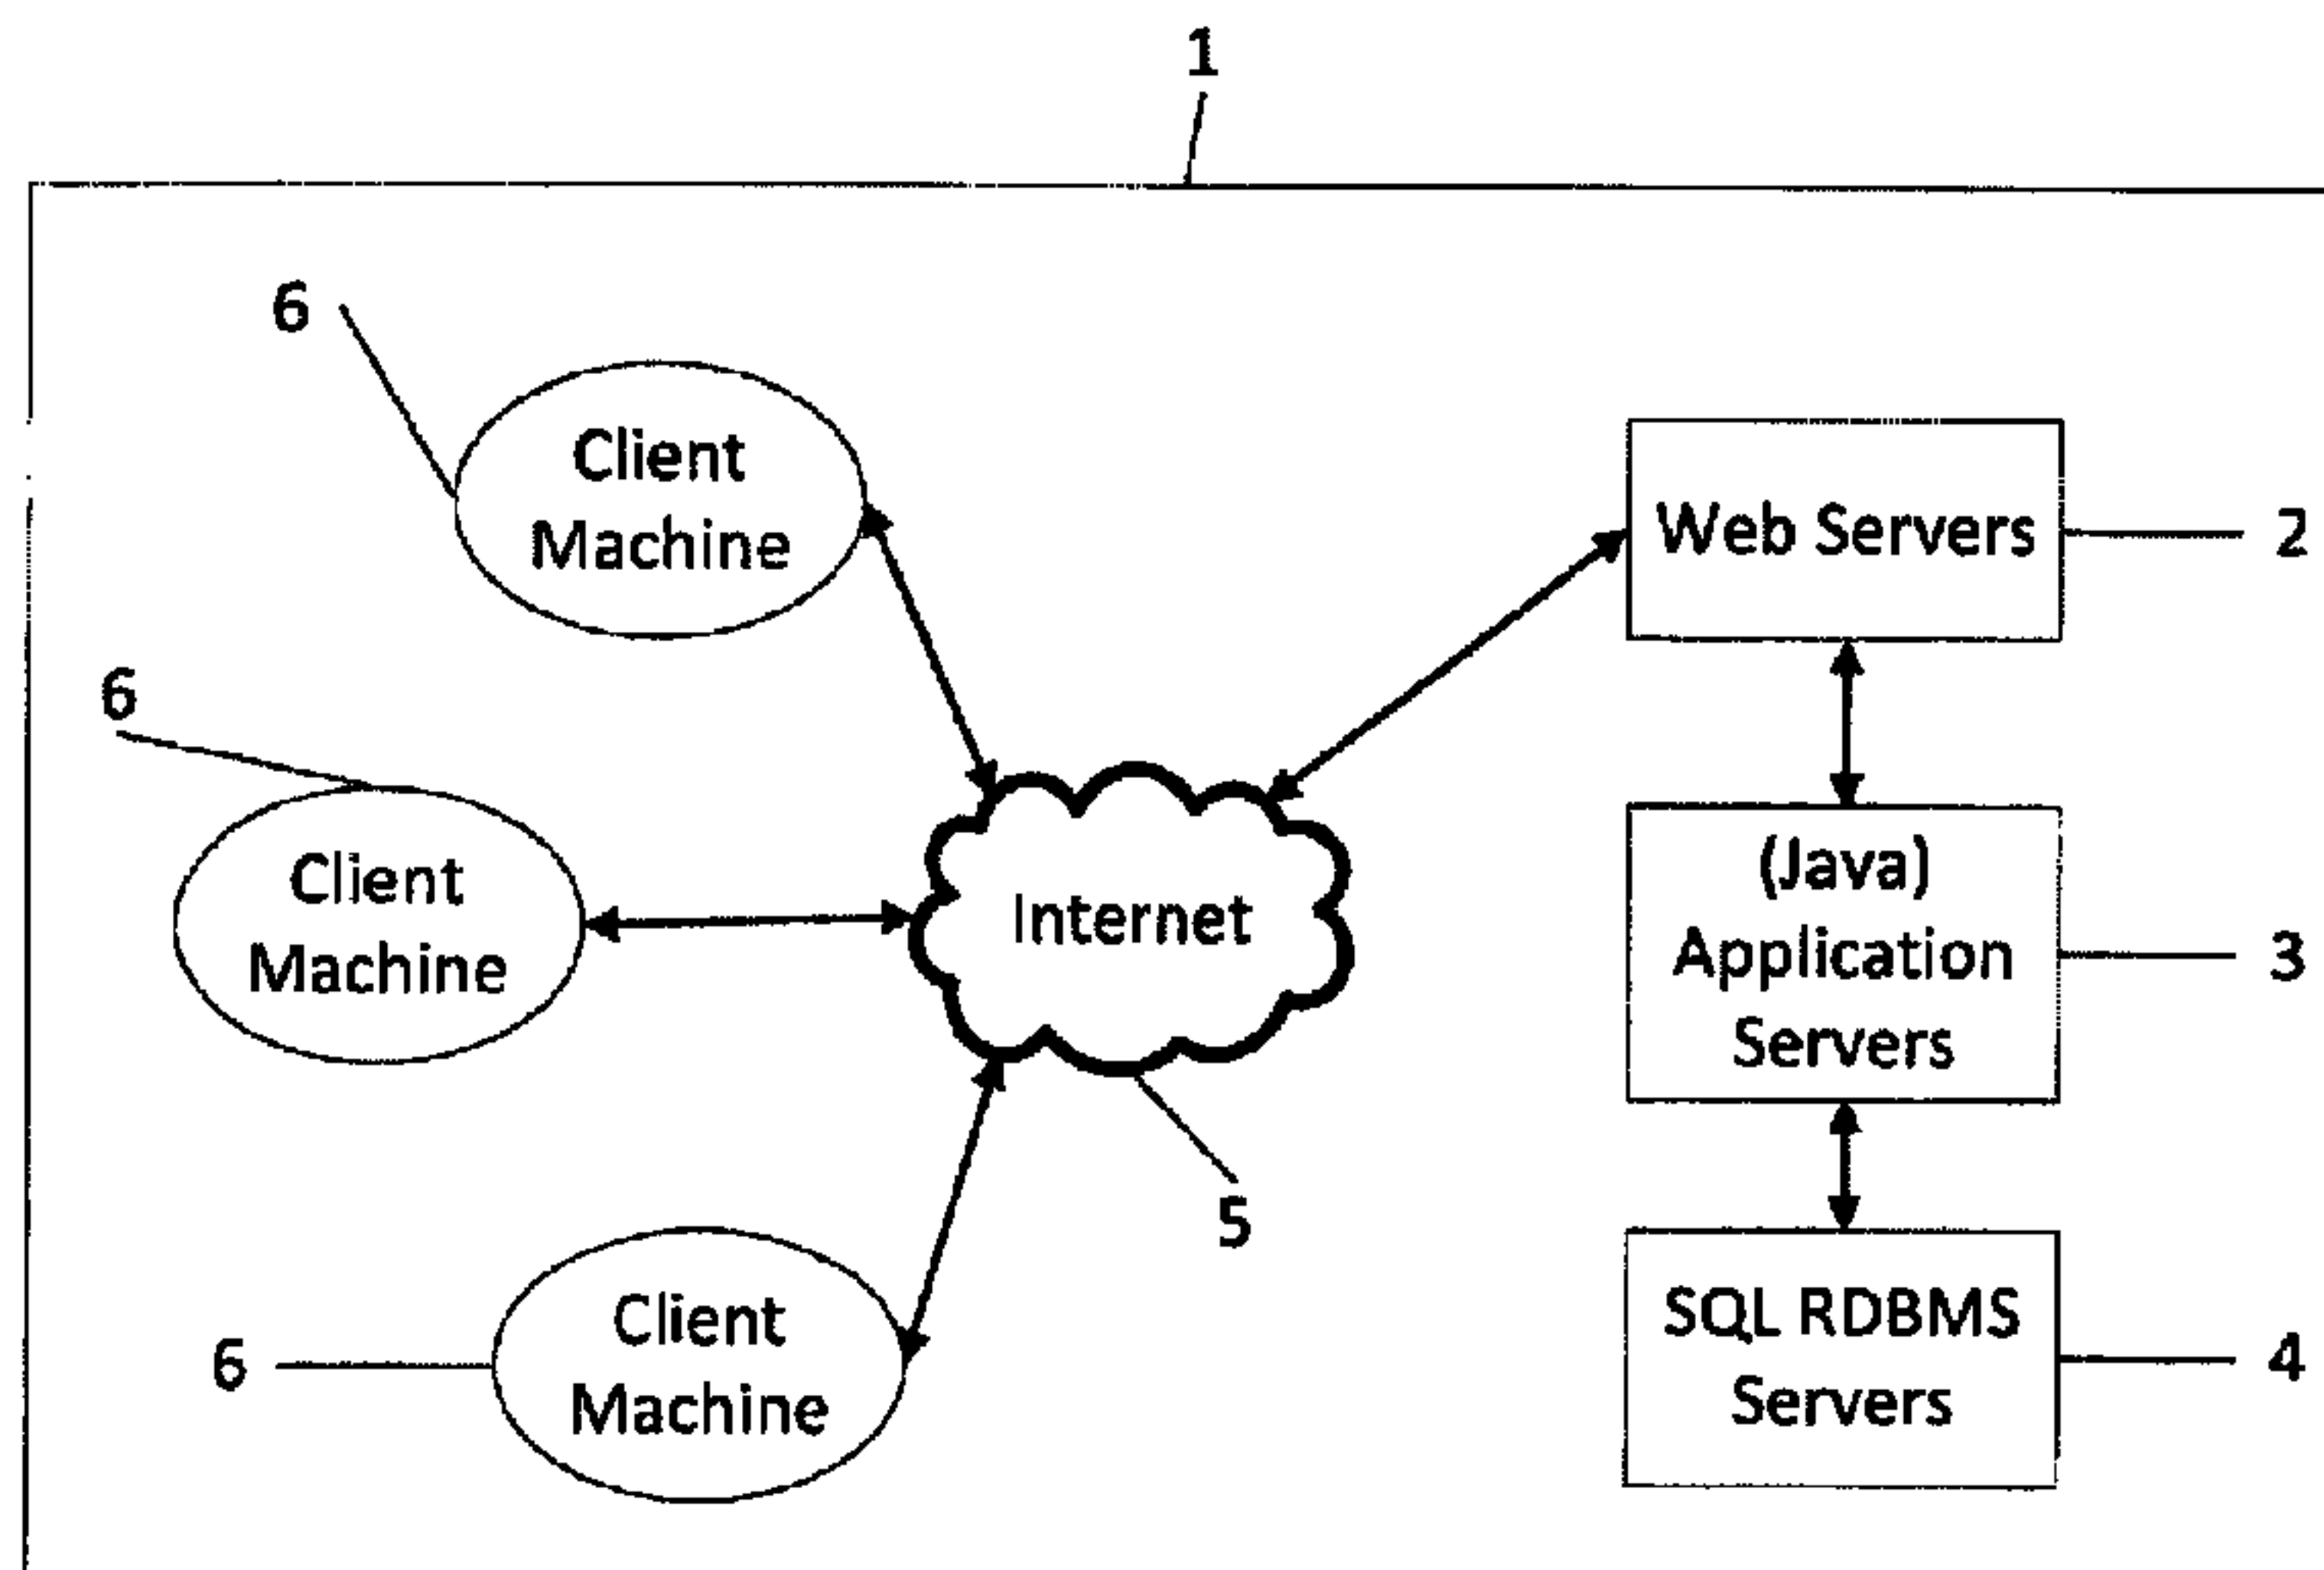 1
6
Client
Machine
Web Servers
2
6
Client
Machine
Internet
(Java)
Application
Servers
3
5
6
Client
Machine
SQL RDBMS
Servers
4